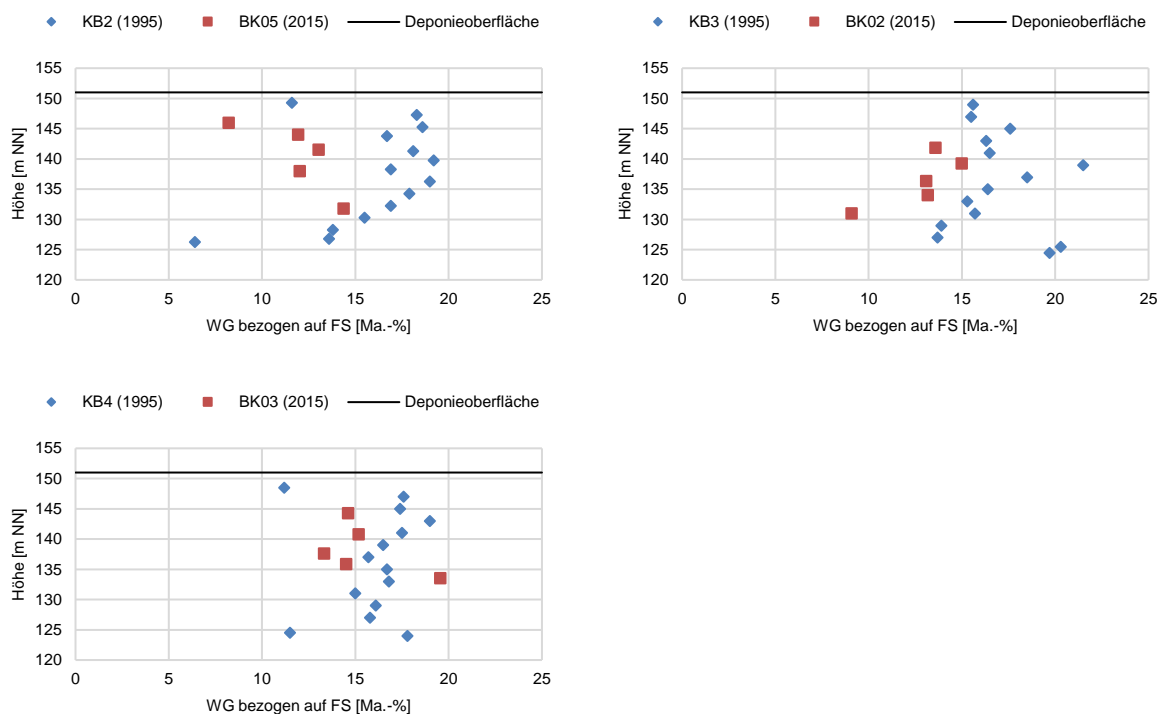 KB2 (1995) BK05 (2015) Deponieoberfläche
155
150
145
140
135
130
125
120
Höhe [m NN]
0 5 10 15 20 25
WG bezogen auf FS [Ma.-%]
KB3 (1995) BK02 (2015) Deponieoberfläche
155
150
145
140
135
130
125
120
Höhe [m NN]
0 5 10 15 20 25
WG bezogen auf FS [Ma.-%]
KB4 (1995) BK03 (2015) Deponieoberfläche
155
150
145
140
135
130
125
120
Höhe [m NN]
0 5 10 15 20 25
WG bezogen auf FS [Ma.-%]